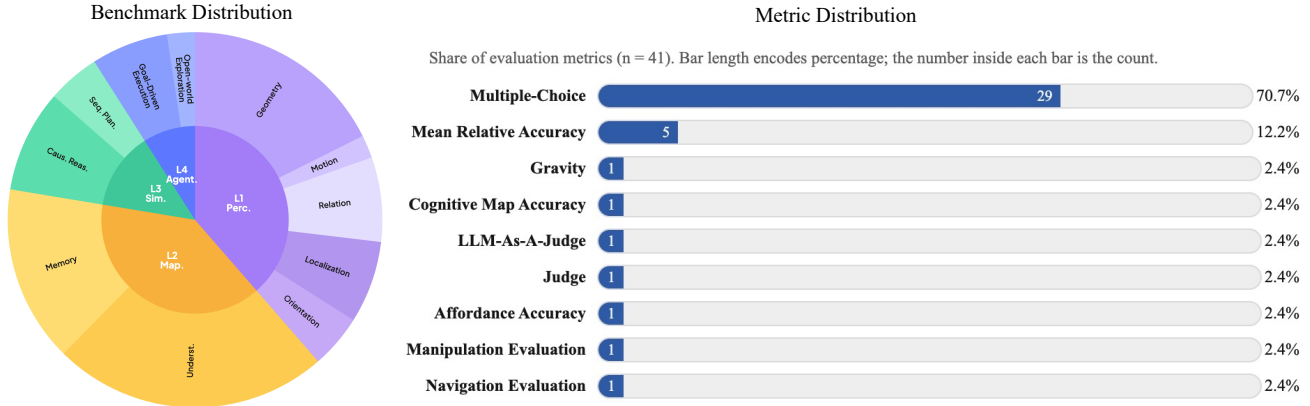 Benchmark Distribution
Geometry
Motion
Relation
Localization
Orientation
Underst.
Memory
Caus. Reas.
Seq. Plan.
Goal-Driven
Execution
Open-world
Exploration
L1
Perc.
L2
Map.
L3
Sim.
L4
Agent.
Metric Distribution
Share of evaluation metrics (n = 41). Bar length encodes percentage; the number inside each bar is the count.
Multiple-Choice 29 70.7%
Mean Relative Accuracy 5 12.2%
Gravity 1 2.4%
Cognitive Map Accuracy 1 2.4%
LLM-As-A-Judge 1 2.4%
Judge 1 2.4%
Affordance Accuracy 1 2.4%
Manipulation Evaluation 1 2.4%
Navigation Evaluation 1 2.4%